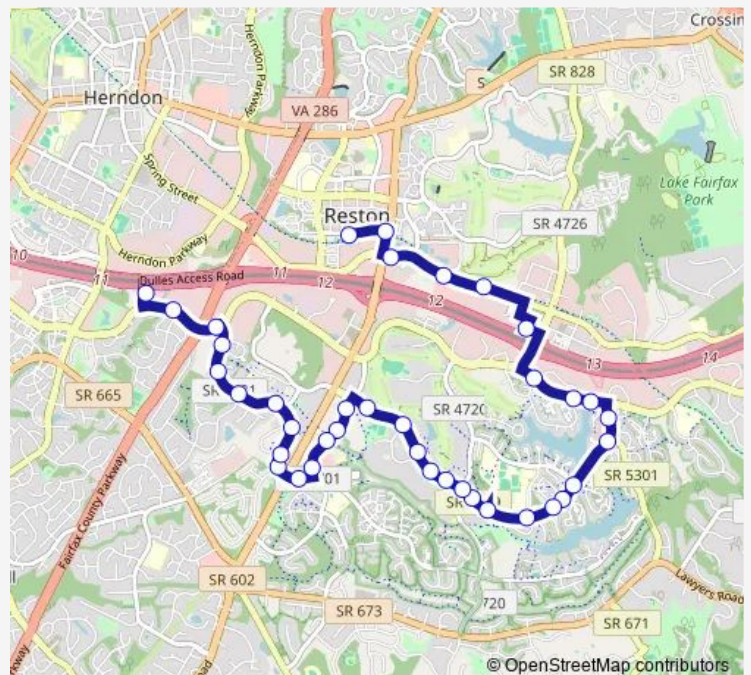 Crossin
SR 828
S
Herndon Parkway
Herndon
VA 286
Spring Street
Lake Fairfax
Park
Reston
SR 4726
Herndon Parkway
10
11
Dulles Access Road
11
12
12
13
14
SR 665
SR
SR 4720
01
SR 5301
Fairfax County Parkway
SR 602
SR 673
720
Lawyers Road
SR 671
© OpenStreetMap contributors